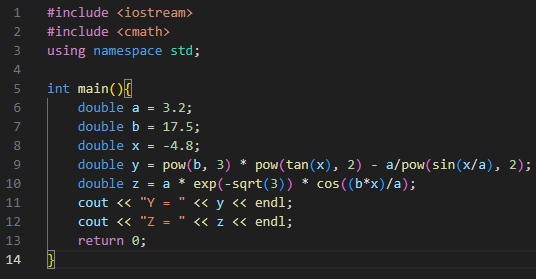 1 #include <iostream>
2 #include <cmath>
3 using namespace std;
4
5 int main(){
6     double a = 3.2;
7     double b = 17.5;
8     double x = -4.8;
9     double y = pow(b, 3) * pow(tan(x), 2) - a/pow(sin(x/a), 2);
10     double z = a * exp(-sqrt(3)) * cos((b*x)/a);
11     cout << "Y = " << y << endl;
12     cout << "Z = " << z << endl;
13     return 0;
14 }